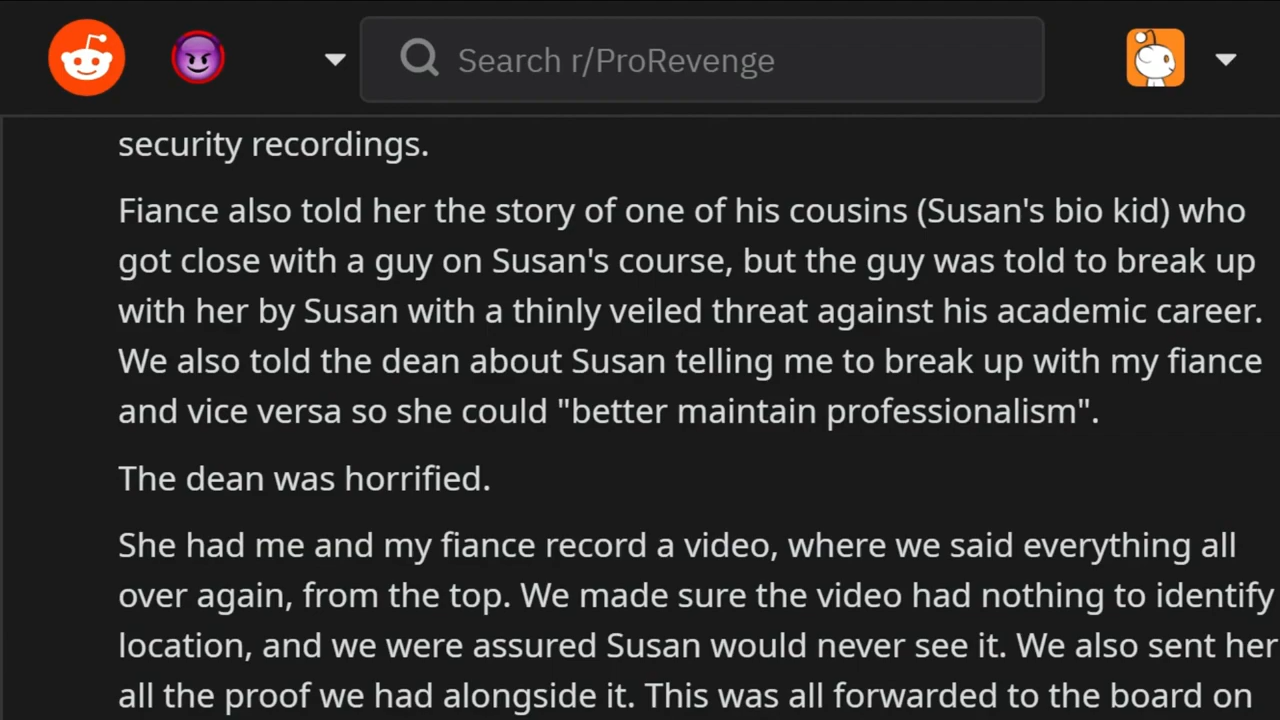 Search r/ProRevenge
security recordings.
Fiance also told her the story of one of his cousins (Susan's bio kid) who
got close with a guy on Susan's course, but the guy was told to break up
with her by Susan with a thinly veiled threat against his academic career.
We also told the dean about Susan telling me to break up with my fiance
and vice versa so she could "better maintain professionalism".
The dean was horrified.
She had me and my fiance record a video, where we said everything all
over again, from the top. We made sure the video had nothing to identify
location, and we were assured Susan would never see it. We also sent her
all the proof we had alongside it. This was all forwarded to the board on